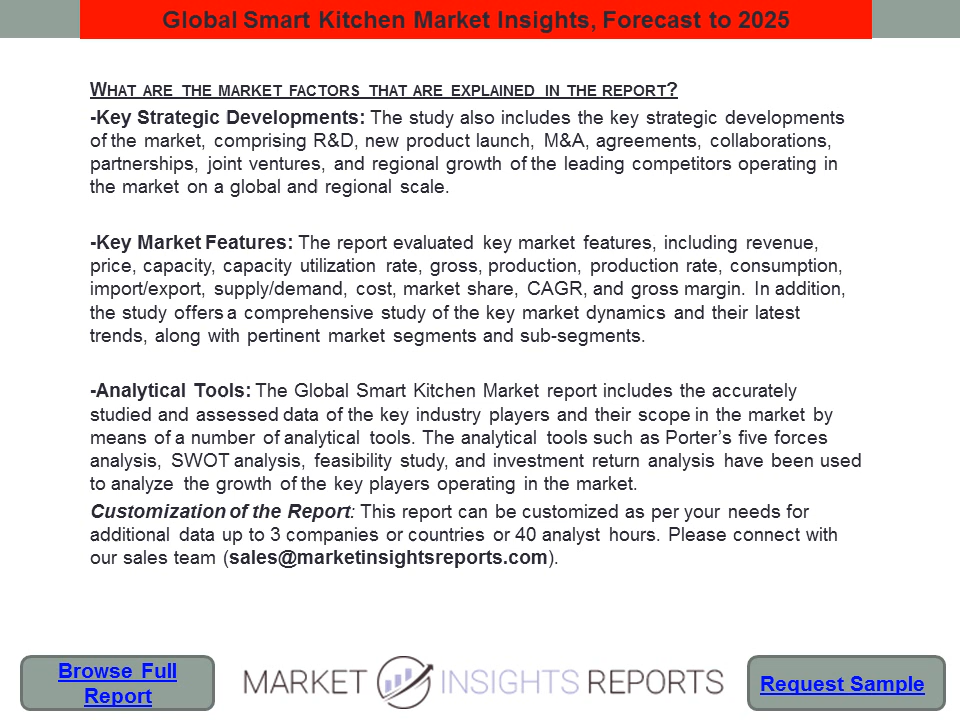 Global Smart Kitchen Market Insights, Forecast to 2025
WHAT ARE THE MARKET FACTORS THAT ARE EXPLAINED IN THE REPORT?
-Key Strategic Developments: The study also includes the key strategic developments
of the market, comprising R&D, new product launch, M&A, agreements, collaborations,
partnerships, joint ventures, and regional growth of the leading competitors operating in
the market on a global and regional scale.
-Key Market Features: The report evaluated key market features, including revenue,
price, capacity, capacity utilization rate, gross, production, production rate, consumption,
import/export, supply/demand, cost, market share, CAGR, and gross margin. In addition,
the study offers a comprehensive study of the key market dynamics and their latest
trends, along with pertinent market segments and sub-segments.
-Analytical Tools: The Global Smart Kitchen Market report includes the accurately
studied and assessed data of the key industry players and their scope in the market by
means of a number of analytical tools. The analytical tools such as Porter’s five forces
analysis, SWOT analysis, feasibility study, and investment return analysis have been used
to analyze the growth of the key players operating in the market.
Customization of the Report: This report can be customized as per your needs for
additional data up to 3 companies or countries or 40 analyst hours. Please connect with
our sales team (sales@marketinsightsreports.com).
Browse Full
Report
MARKET INSIGHTS REPORTS
Request Sample